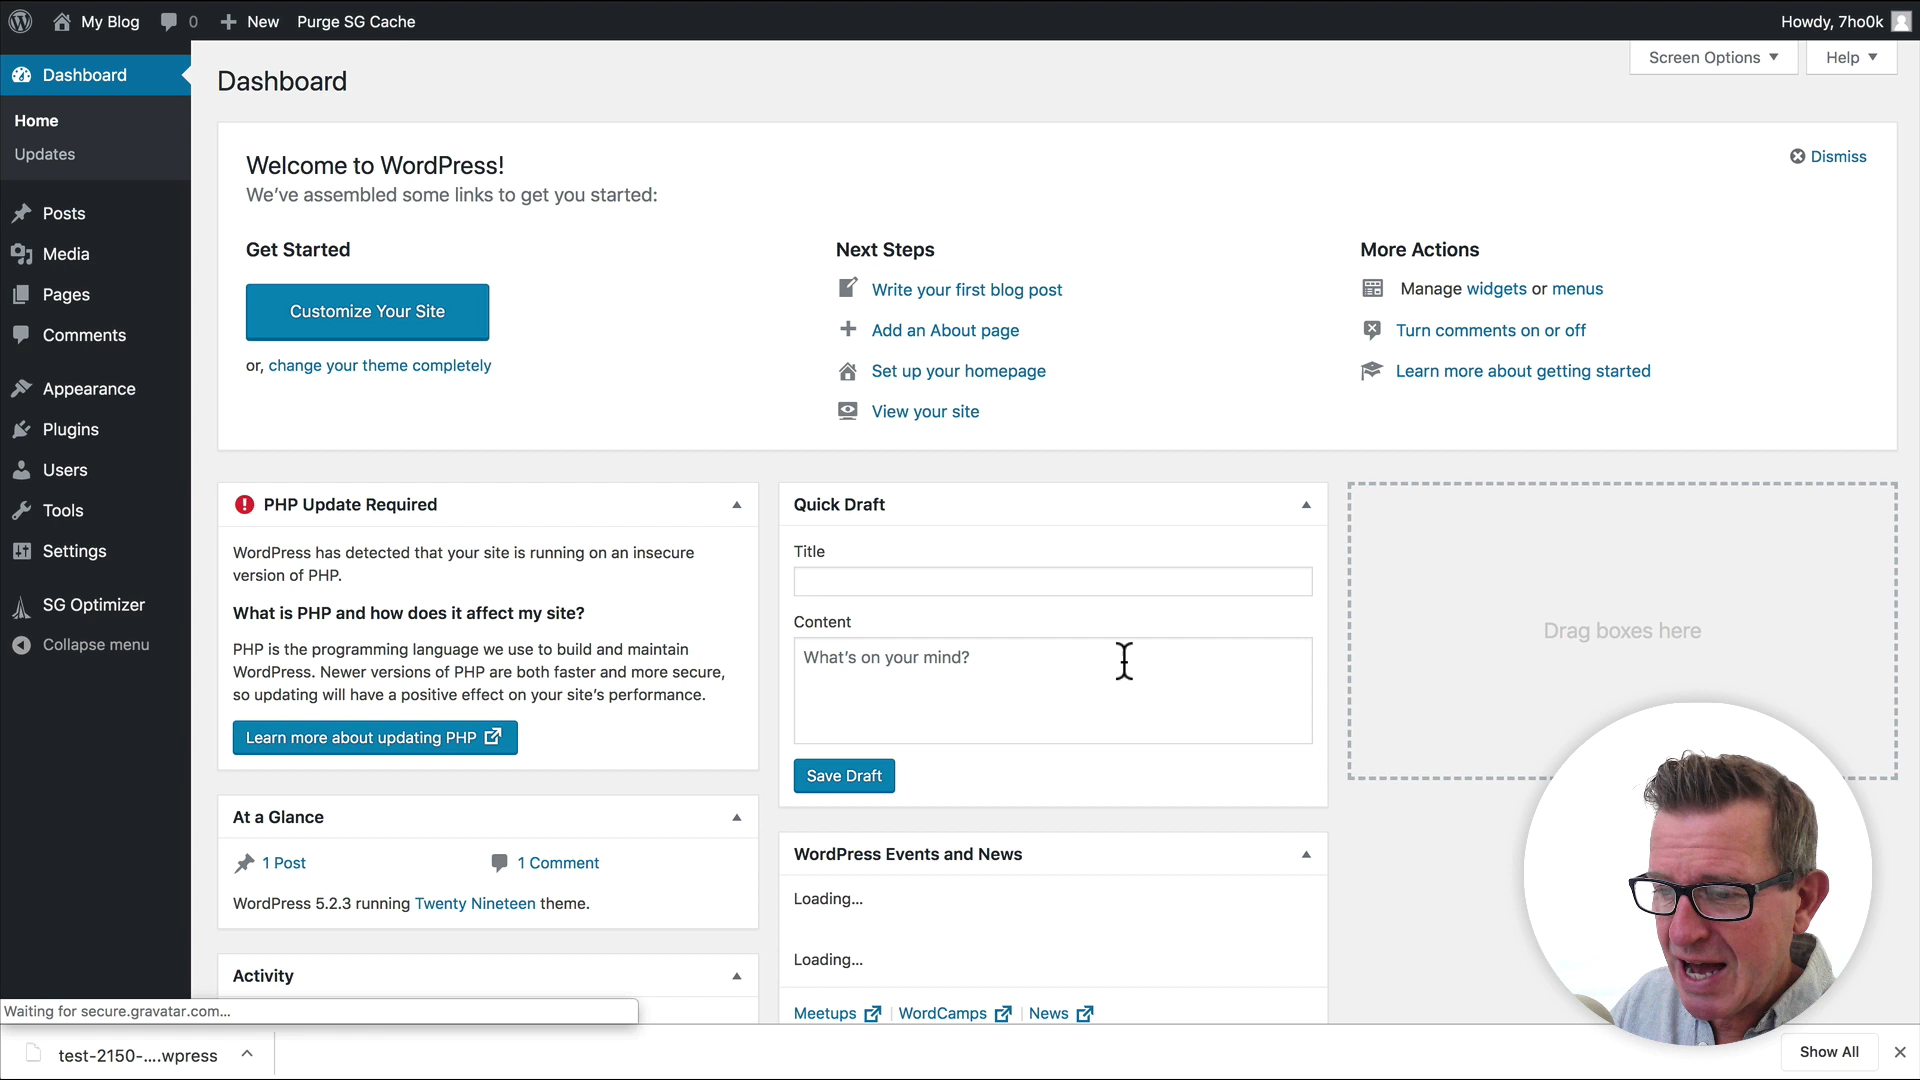 My Blog
0
New
Purge SG Cache
Howdy, 7ho0k
Dashboard
Home
Updates
Posts
Media
Pages
Comments
Appearance
Plugins
Users
Tools
Settings
SG Optimizer
Collapse menu
Dashboard
Screen Options
Help
Welcome to WordPress!
We've assembled some links to get you started:
Dismiss
Get Started
Customize Your Site
or, change your theme completely
Next Steps
Write your first blog post
Add an About page
Set up your homepage
View your site
More Actions
Manage widgets or menus
Turn comments on or off
Learn more about getting started
PHP Update Required
WordPress has detected that your site is running on an insecure
version of PHP.
What is PHP and how does it affect my site?
PHP is the programming language we use to build and maintain
WordPress. Newer versions of PHP are both faster and more secure,
so updating will have a positive effect on your site's performance.
Learn more about updating PHP
At a Glance
1 Post
1 Comment
WordPress 5.2.3 running Twenty Nineteen theme.
Activity
Quick Draft
Title
Content
What's on your mind?
Save Draft
WordPress Events and News
Loading...
Loading...
Meetups | WordCamps | News
Drag boxes here
Waiting for secure.gravatar.com...
test-2150-....wpress
Show All